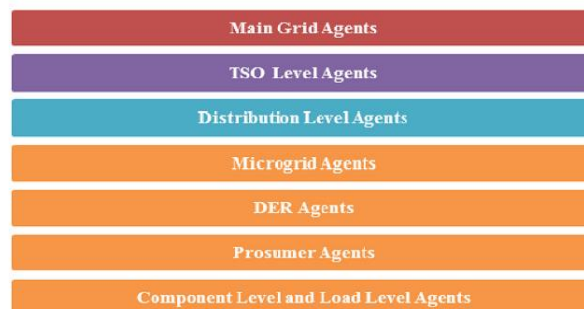 Main Grid Agents
TSO Level Agents
Distribution Level Agents
Microgrid Agents
DER Agents
Prosumer Agents
Component Level and Load Level Agents